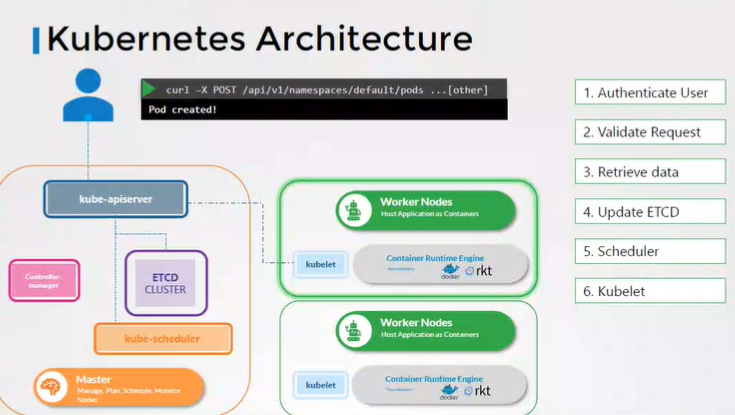 Kubernetes Architecture
curl -X POST /api/v1/namespaces/default/pods ...[other]
Pod created!
1. Authenticate User
2. Validate Request
3. Retrieve data
4. Update ETCD
5. Scheduler
6. Kubelet
kube-apiserver
Controller-
manager
ETCD
CLUSTER
kube-scheduler
Master
Manage, Plan, Schedule, Monitor
Nodes
Worker Nodes
Host Application as Containers
kubelet
Container Runtime Engine
docker
rkt
Worker Nodes
Host Application as Containers
kubelet
Container Runtime Engine
docker
rkt